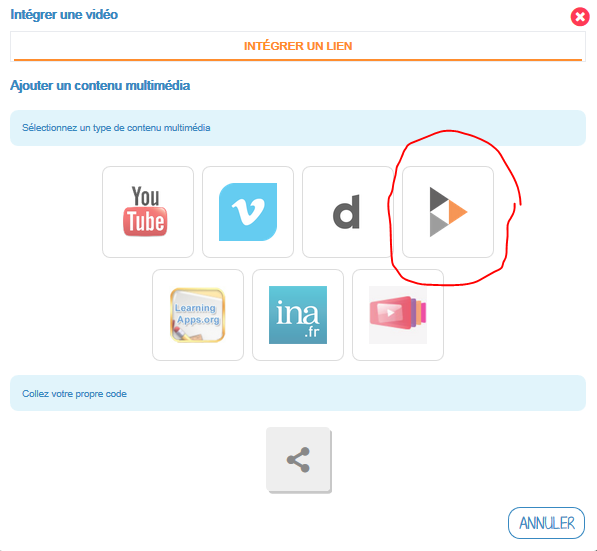 Intégrer une vidéo
INTÉGRER UN LIEN
Ajouter un contenu multimédia
Sélectionnez un type de contenu multimédia
You
Tube
v
d
Learning
Apps.org
ina
.fr
Collez votre propre code
ANNULER